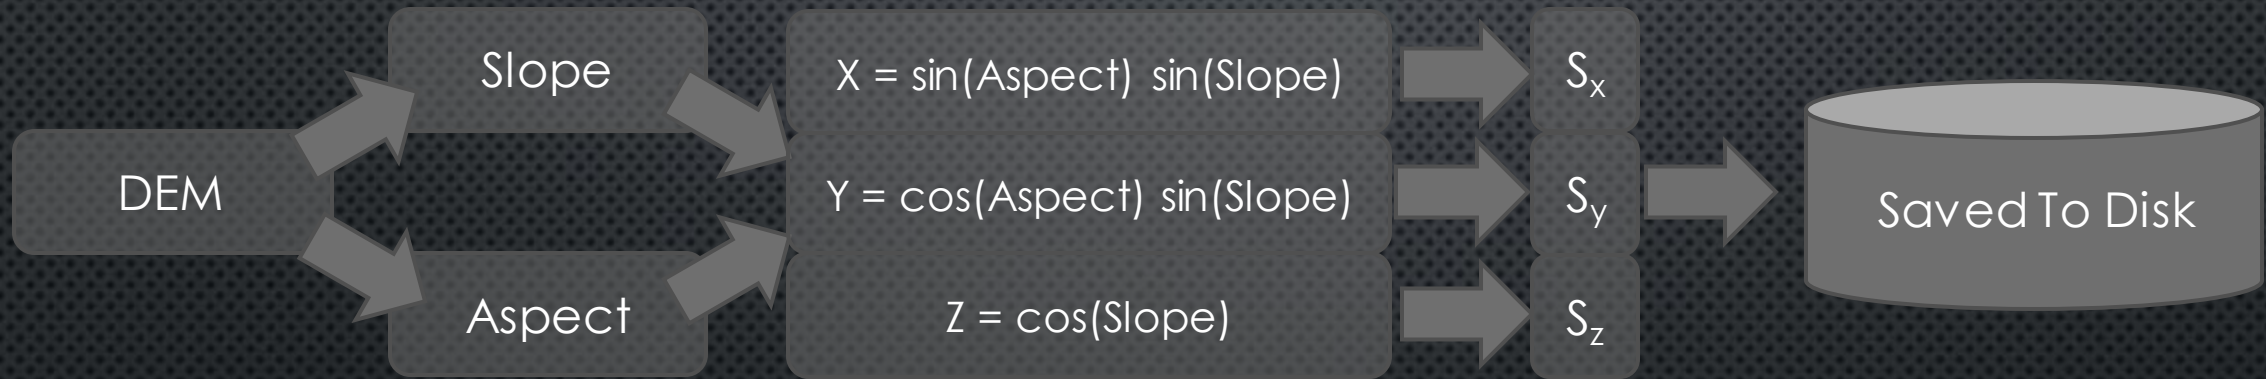 DEM
Slope
Aspect
X = sin(Aspect) sin(Slope)
Y = cos(Aspect) sin(Slope)
Z = cos(Slope)
Sx
Sy
Sz
Saved To Disk